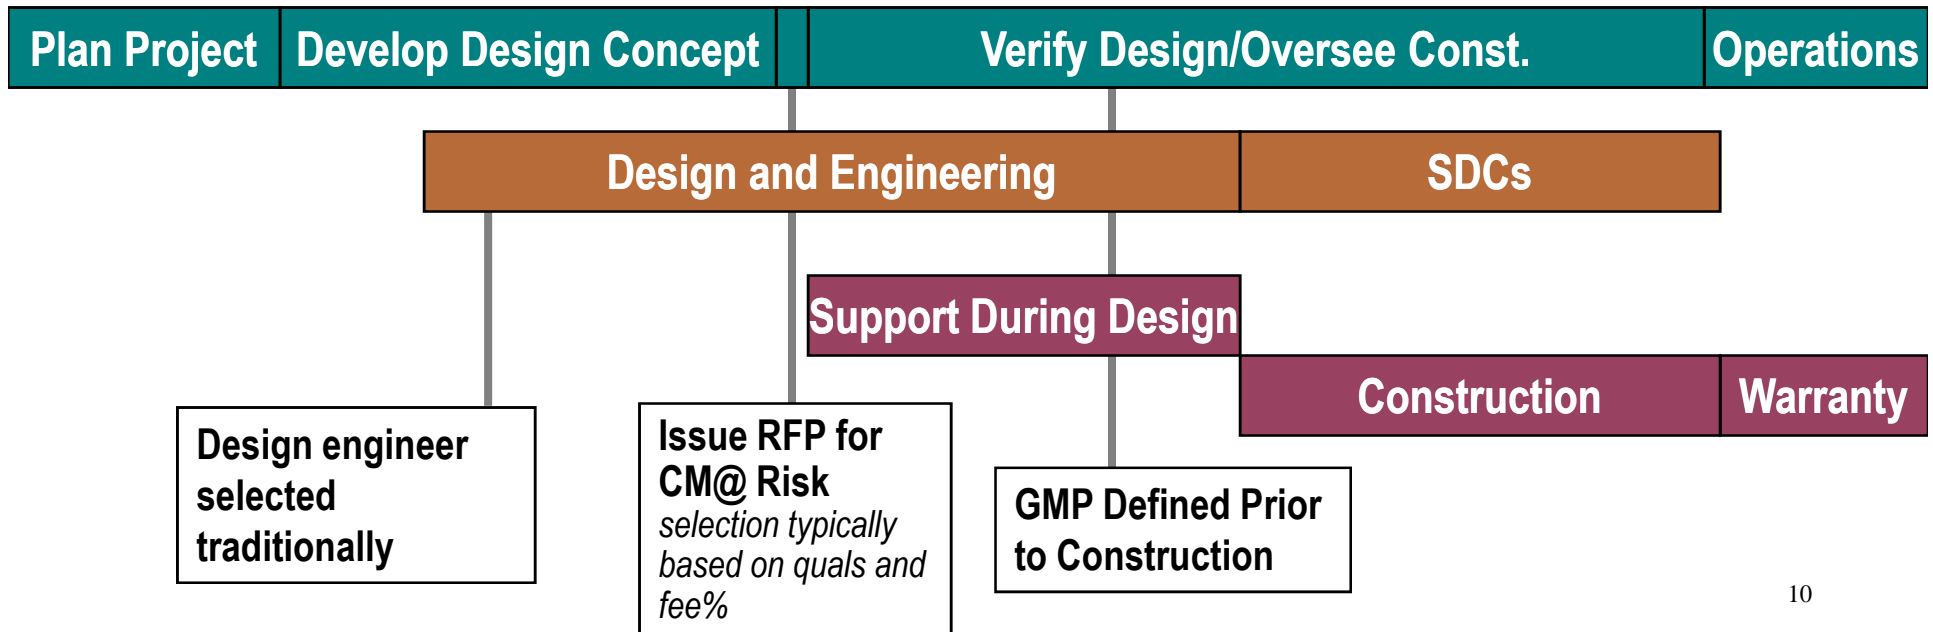 Plan Project
Develop Design Concept
Verify Design/Oversee Const.
Operations
Design and Engineering
SDCs
Support During Design
Construction
Warranty
Design engineer
selected
traditionally
Issue RFP for
CM@ Risk
selection typically
based on quals and
fee%
GMP Defined Prior
to Construction
10